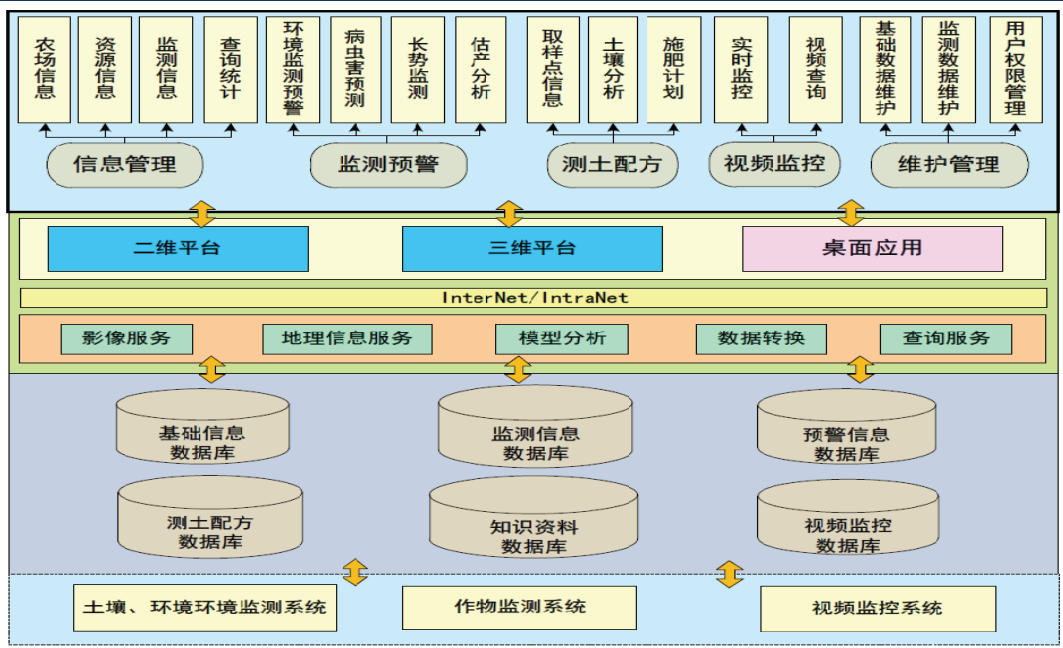 农场信息
资源信息
监测信息
查询统计
环境监测预警
病虫害预测
长势监测
估产分析
取样点信息
土壤分析
施肥计划
实时监控
视频查询
基础数据维护
监测数据维护
用户权限管理
信息管理
监测预警
测土配方
视频监控
维护管理
二维平台
三维平台
桌面应用
InterNet/IntraNet
影像服务
地理信息服务
模型分析
数据转换
查询服务
基础信息
数据库
监测信息
数据库
预警信息
数据库
测土配方
数据库
知识资料
数据库
视频监控
数据库
土壤、环境环境监测系统
作物监测系统
视频监控系统